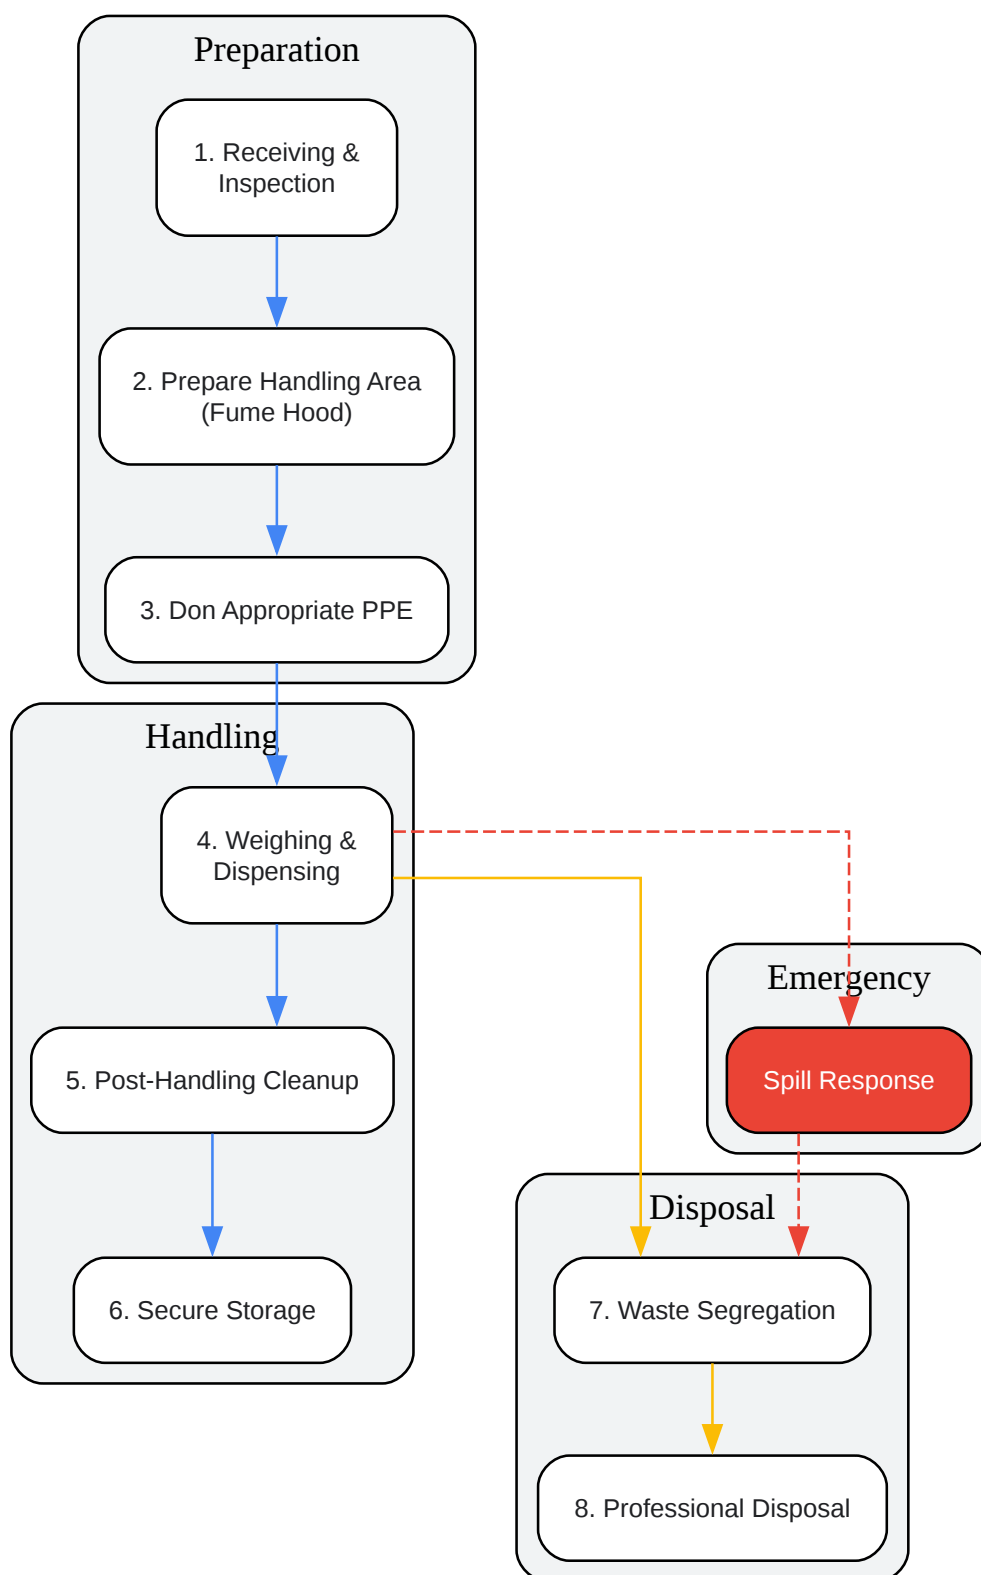 Preparation
1. Receiving &
Inspection
2. Prepare Handling Area
(Fume Hood)
3. Don Appropriate PPE
Handling
4. Weighing &
Dispensing
5. Post-Handling Cleanup
6. Secure Storage
Emergency
Spill Response
Disposal
7. Waste Segregation
8. Professional Disposal